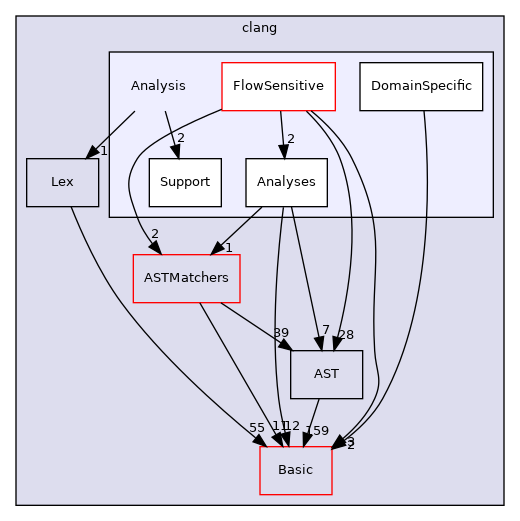 clang
Analysis
FlowSensitive
DomainSpecific
2
2
1
Lex
Support
Analyses
2
1
ASTMatchers
39
7
28
AST
55
11
12
159
2
Basic